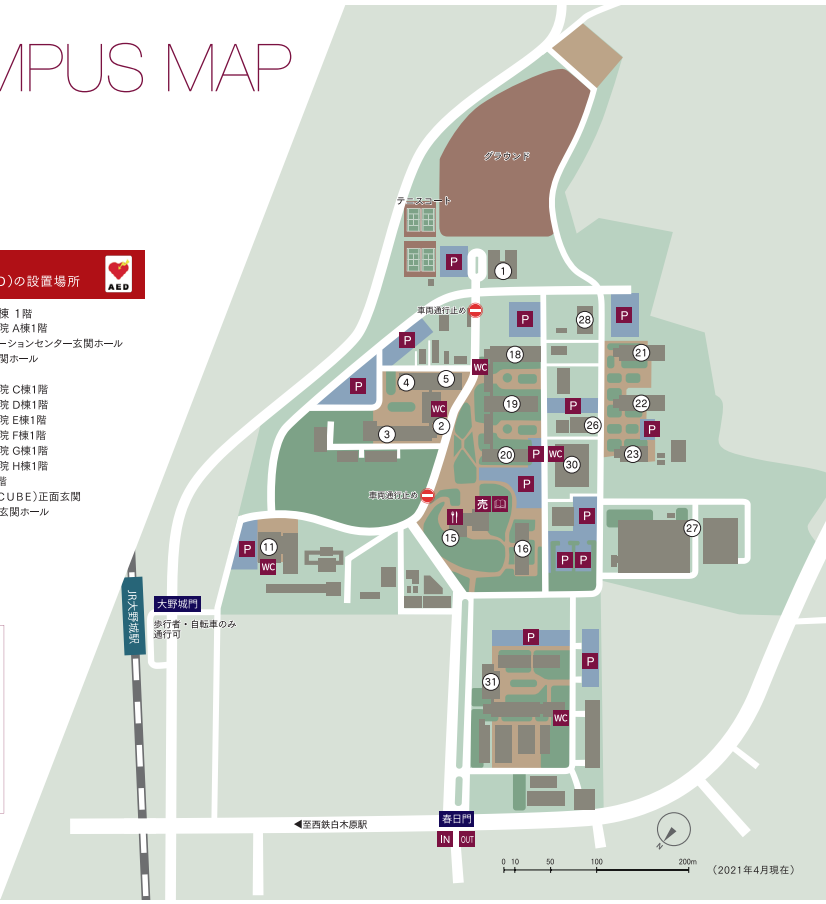 MPUS MAP
D)の設置場所
AED
棟 1階
院 A棟1階
ーションセンター玄関ホール
関ホール
院 C棟1階
院 D棟1階
院 E棟1階
院 F棟1階
院 G棟1階
院 H棟1階
階
CUBE)正面玄関
玄関ホール
グラウンド
テニスコート
P
1
車両通行止め
P
28
P
P
18
21
WC
4
5
P
19
WC
P
22
3
2
26
P
20
P
WC
23
30
P
車両通行止め
売
15
16
P
27
P
11
P P
WC
JR大野城駅
大野城門
歩行者・自転車のみ
通行可
P
P
31
WC
春日門
◀至西鉄白木原駅
IN OUT
N
0 10 50 100 200m
(2021年4月現在)